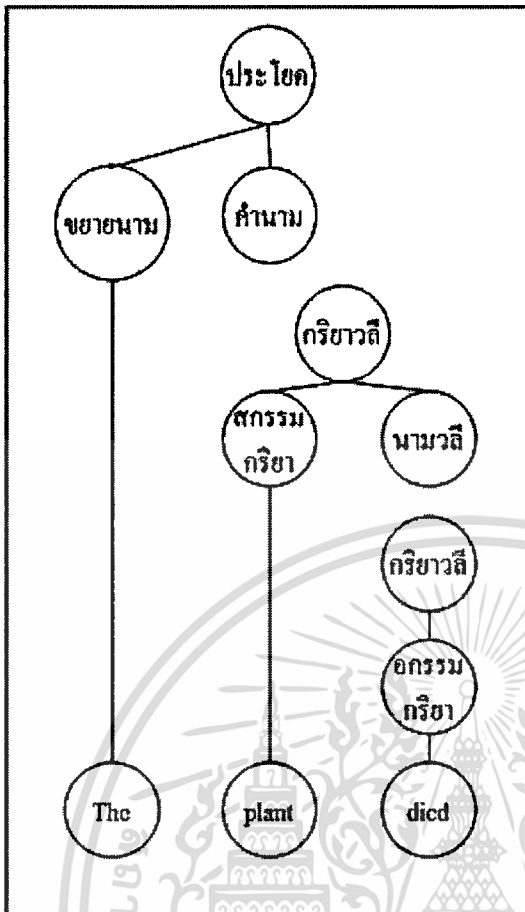 ประโยค
ขยายนาม คำนาม
กริยาวลี
สกรรม
กริยา
นามวลี
กริยาวลี
อกรรม
กริยา
The plant died